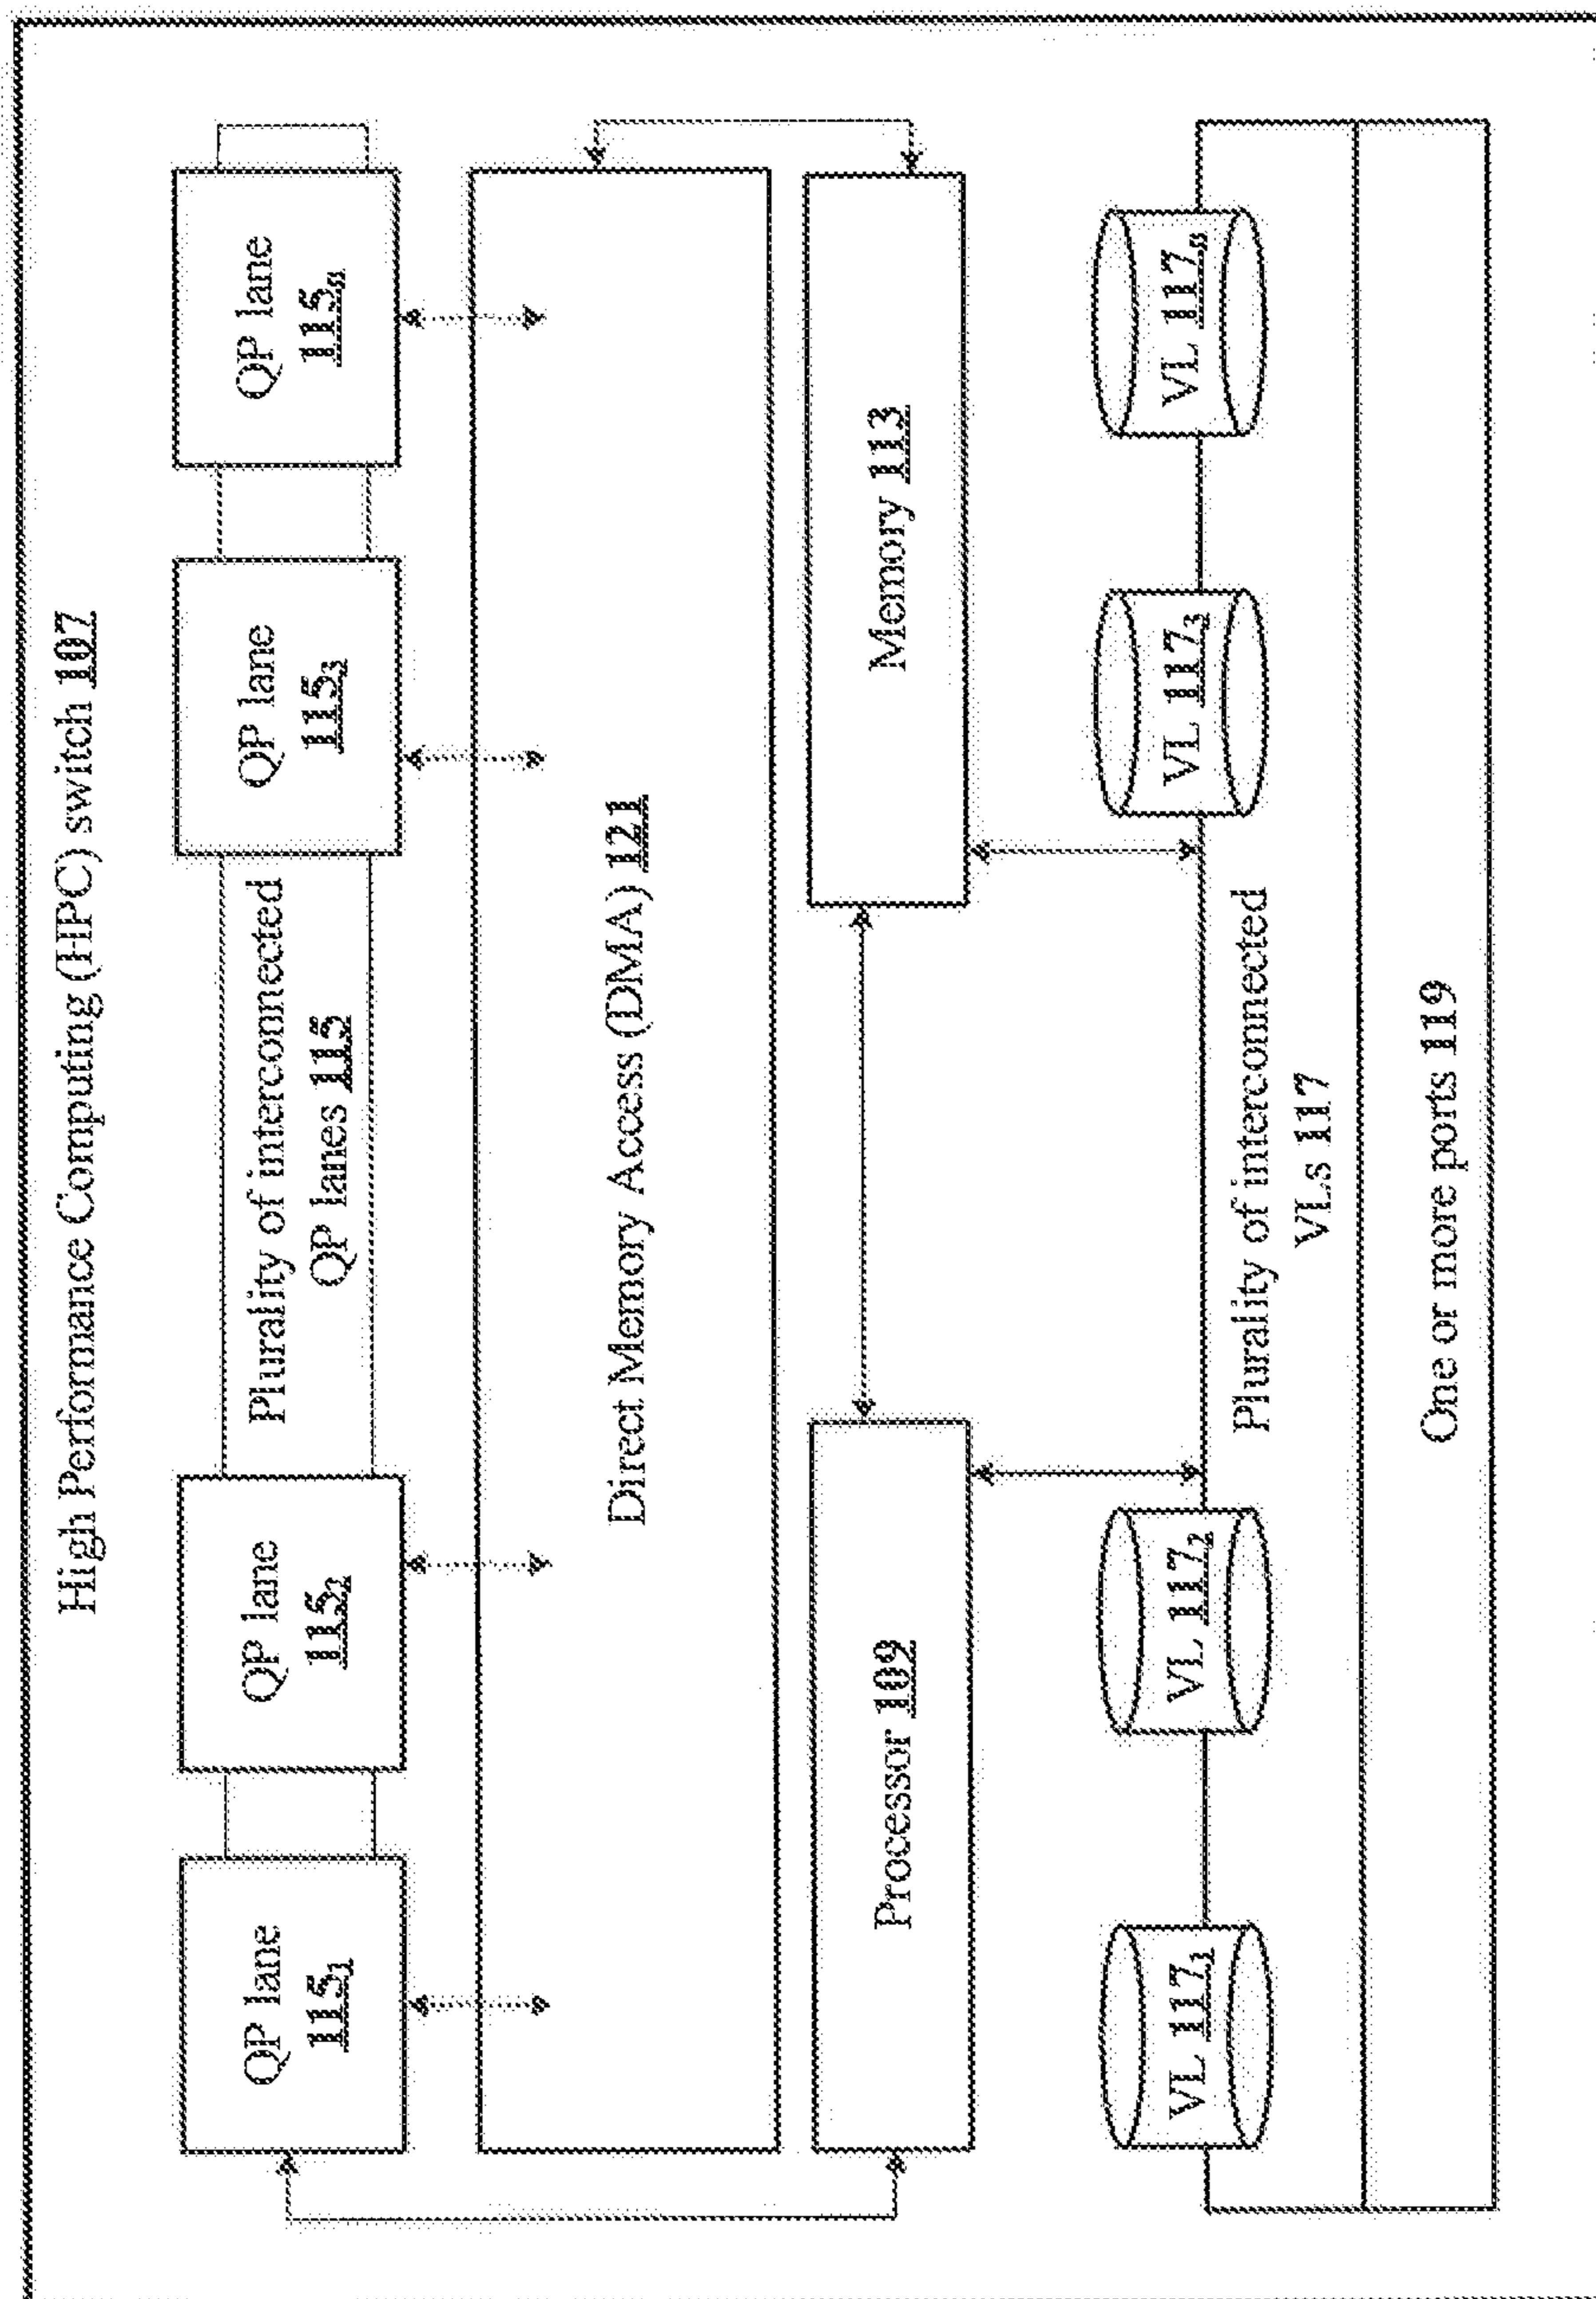 High Performance Computing (HPC) switch 107
QP lane
115₁
QP lane
115₂
Plurality of interconnected
QP lanes 115
QP lane
115₃
QP lane
115ₙ
Direct Memory Access (DMA) 121
Processor 109
Memory 113
VL 117₁
VL 117₂
VL 117₃
VL 117ₙ
Plurality of interconnected
VLs 117
One or more ports 119